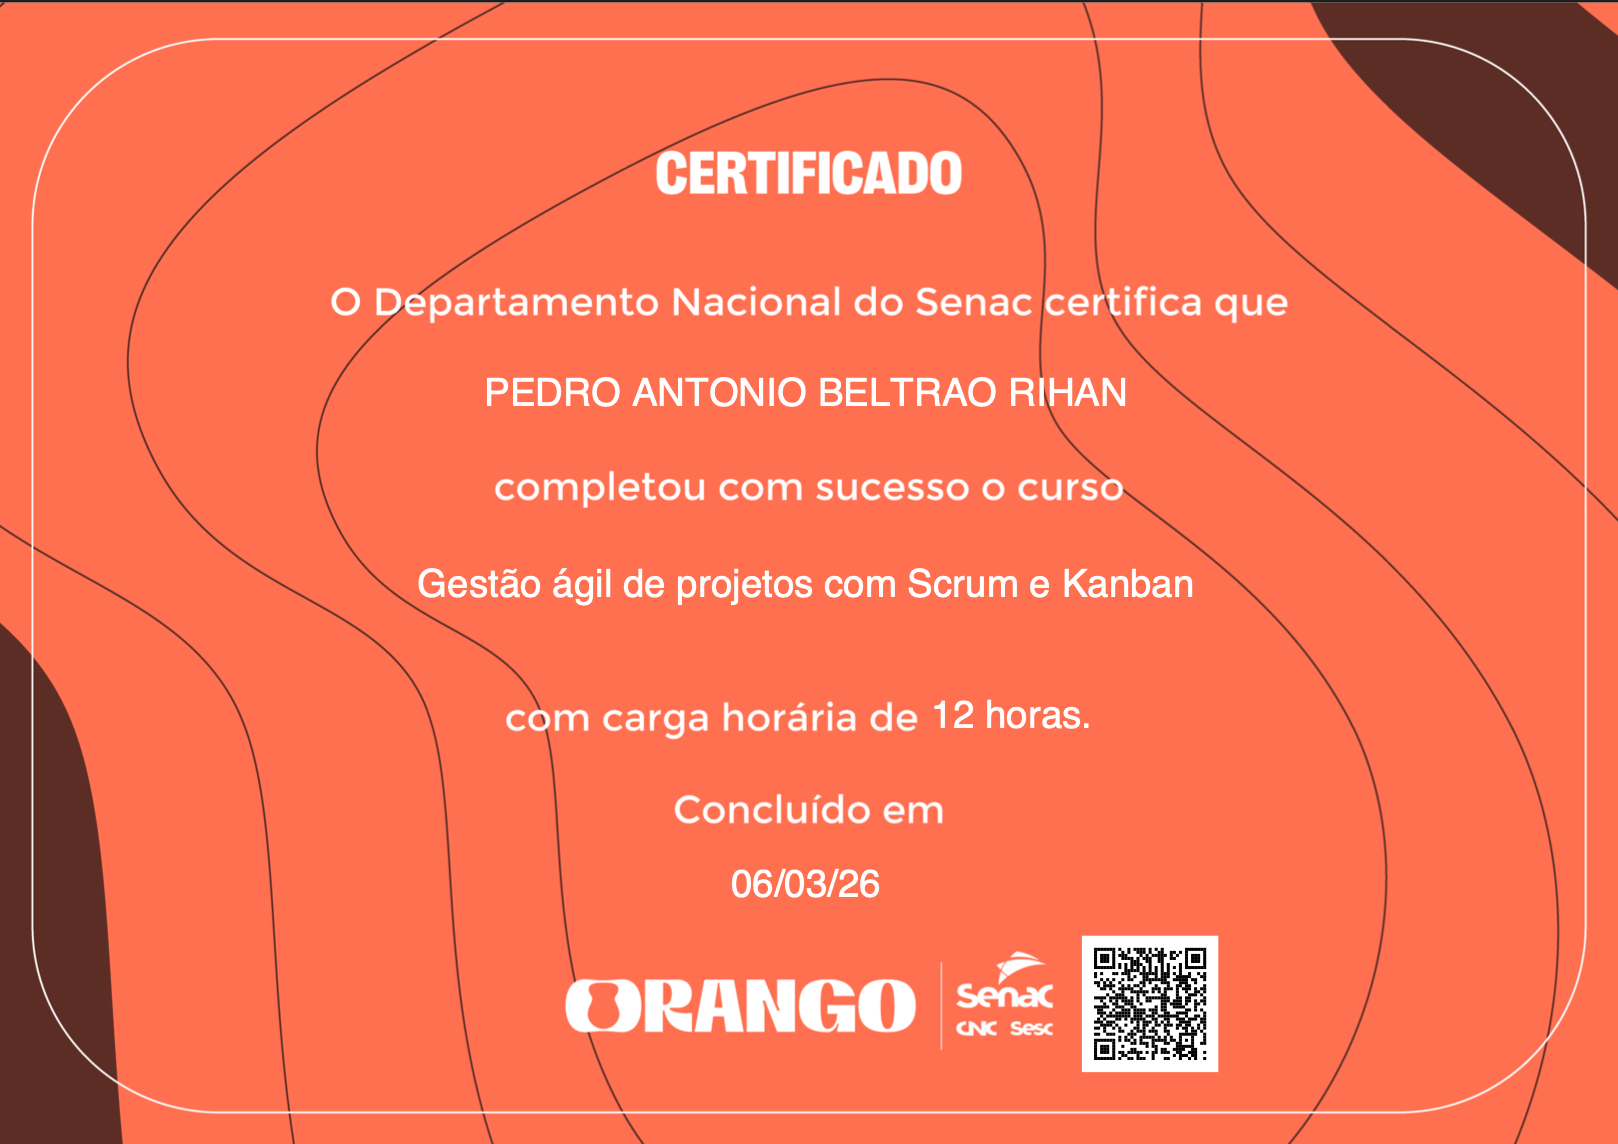 CERTIFICADO
O Departamento Nacional do Senac certifica que
PEDRO ANTONIO BELTRAO RIHAN
completou com sucesso o curso
Gestão ágil de projetos com Scrum e Kanban
com carga horária de 12 horas.
Concluído em
06/03/26
ORANGO
Senac
CNC Sesc